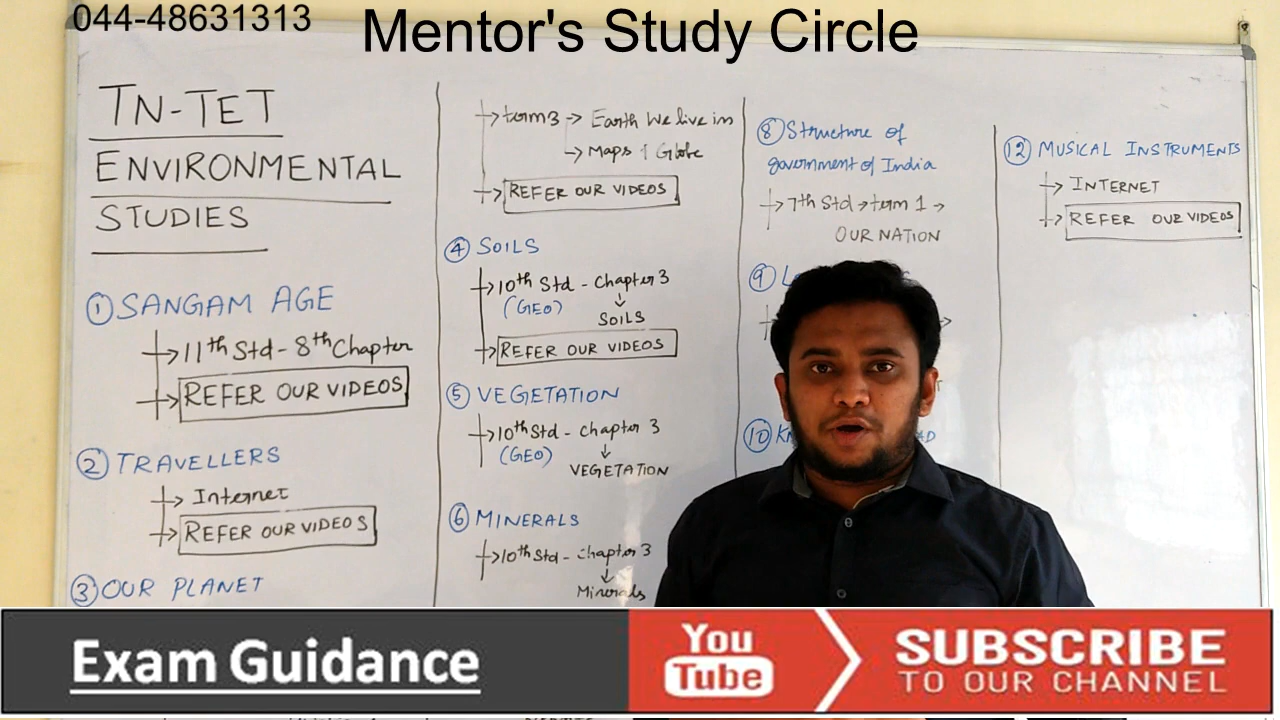 044-48631313
Mentor's Study Circle
TN-TET
ENVIRONMENTAL
STUDIES
① SANGAM AGE
→ 11th Std - 8th Chapter
→ REFER OUR VIDEOS
② TRAVELLERS
→ Internet
→ REFER OUR VIDEOS
③ OUR PLANET
→ term 3 → Earth We live in
→ Maps & Globe
→ REFER OUR VIDEOS
④ SOILS
→ 10th Std - Chapter 3
(GEO) ↓
SOILS
→ REFER OUR VIDEOS
⑤ VEGETATION
→ 10th Std - Chapter 3
(GEO) ↓
VEGETATION
⑥ MINERALS
→ 10th Std - Chapter 3
↓
Minerals
⑧ Structure of
government of India
→ 7th Std → term 1 →
OUR NATION
⑨
⑩
⑫ MUSICAL INSTRUMENTS
→ INTERNET
→ REFER OUR VIDEOS
Exam Guidance
You
Tube
SUBSCRIBE
TO OUR CHANNEL